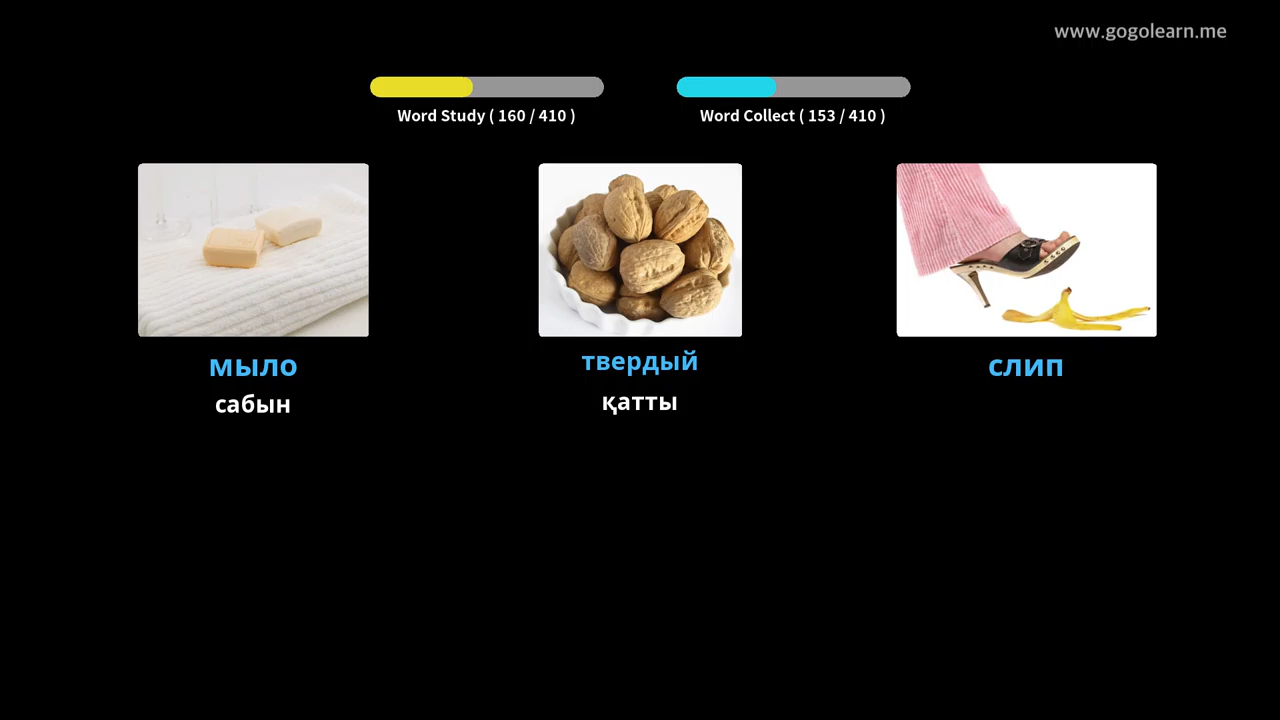 www.gogolearn.me
Word Study ( 160 / 410 )
Word Collect ( 153 / 410 )
мыло
сабын
твердый
қатты
слип